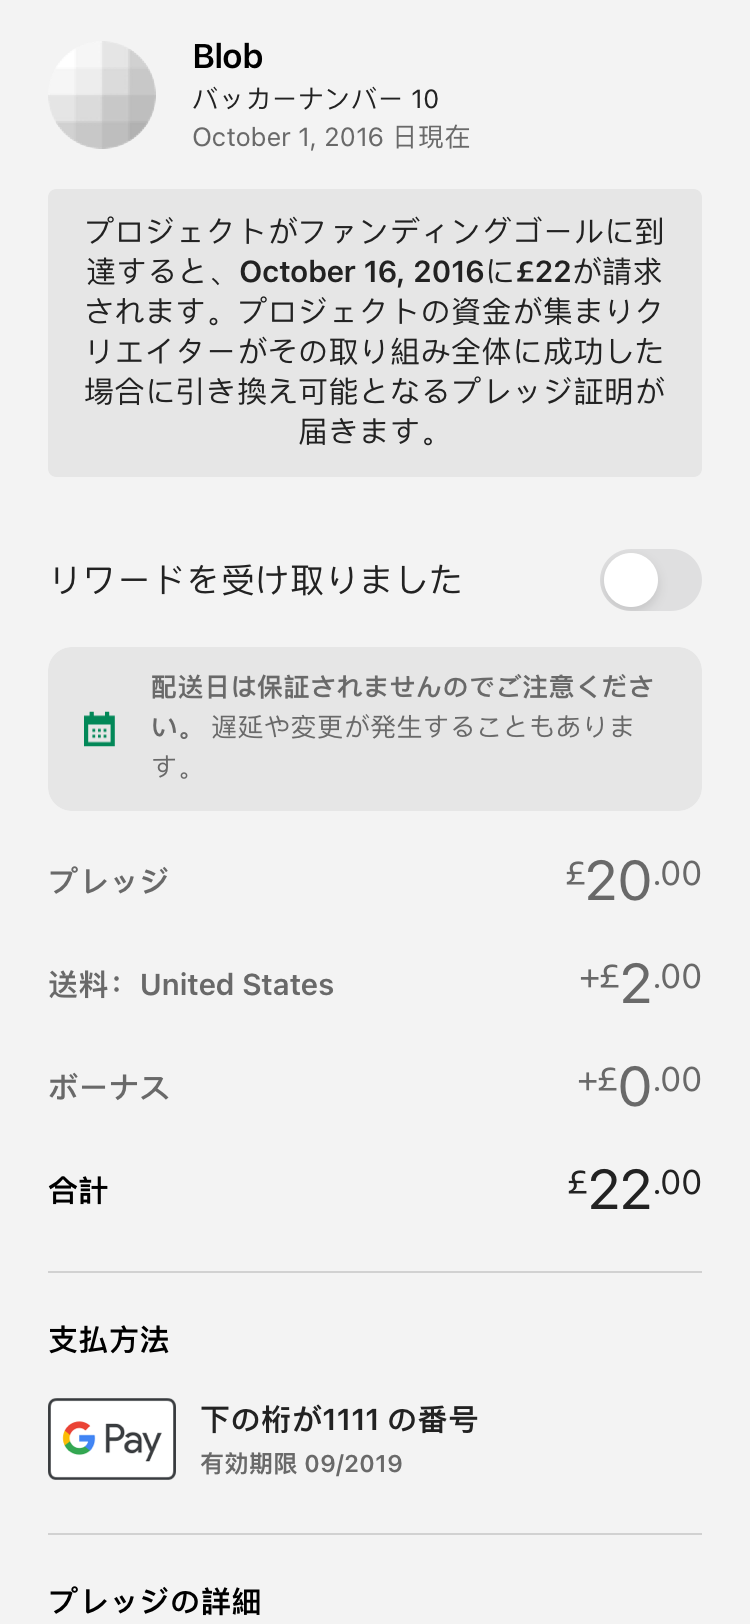 Blob
バッカーナンバー 10
October 1, 2016 日現在
プロジェクトがファンディングゴールに到
達すると、October 16, 2016に£22が請求
されます。プロジェクトの資金が集まりク
リエイターがその取り組み全体に成功した
場合に引き換え可能となるプレッジ証明が
届きます。
リワードを受け取りました
配送日は保証されませんのでご注意くださ
い。 遅延や変更が発生することもありま
す。
プレッジ £20.00
送料： United States +£2.00
ボーナス +£0.00
合計 £22.00
支払方法
G Pay 下の桁が1111 の番号
有効期限 09/2019
プレッジの詳細